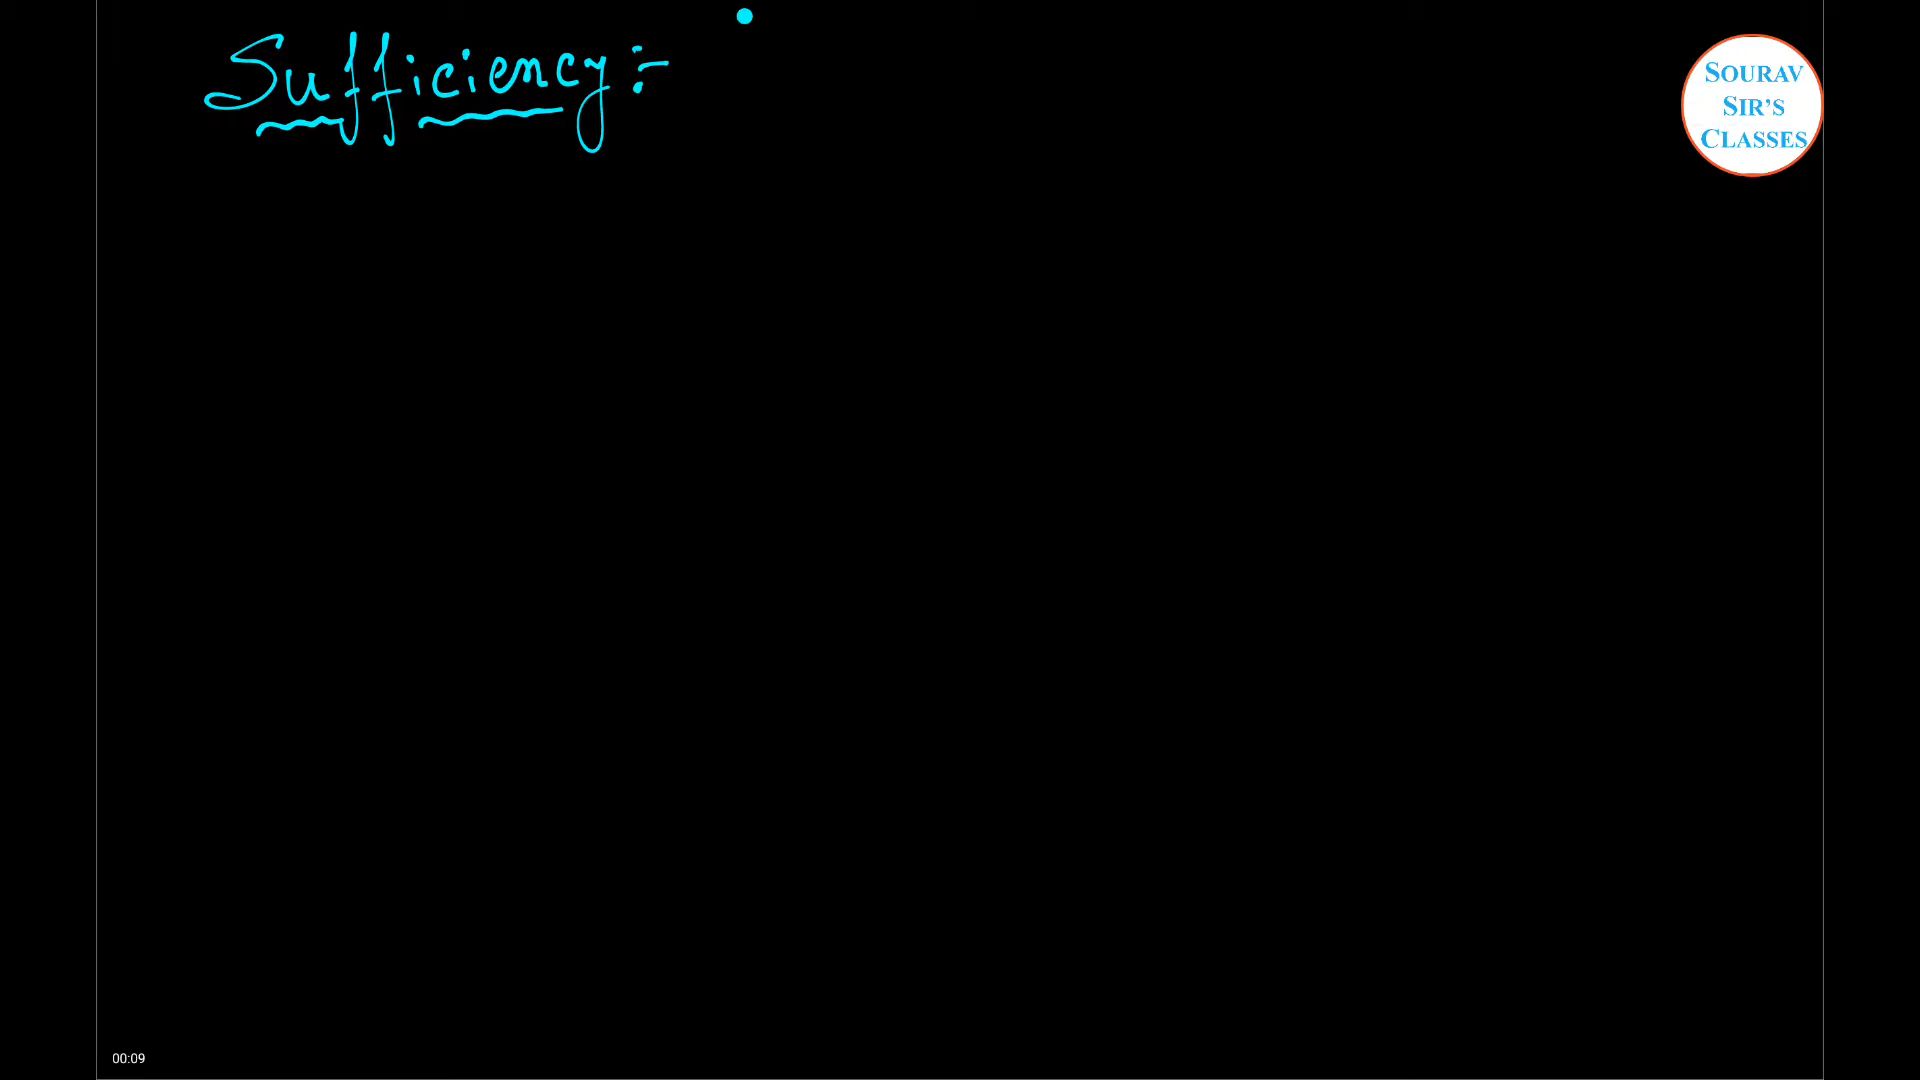 Sufficiency :-
SOURAV
SIR'S
CLASSES
00:09